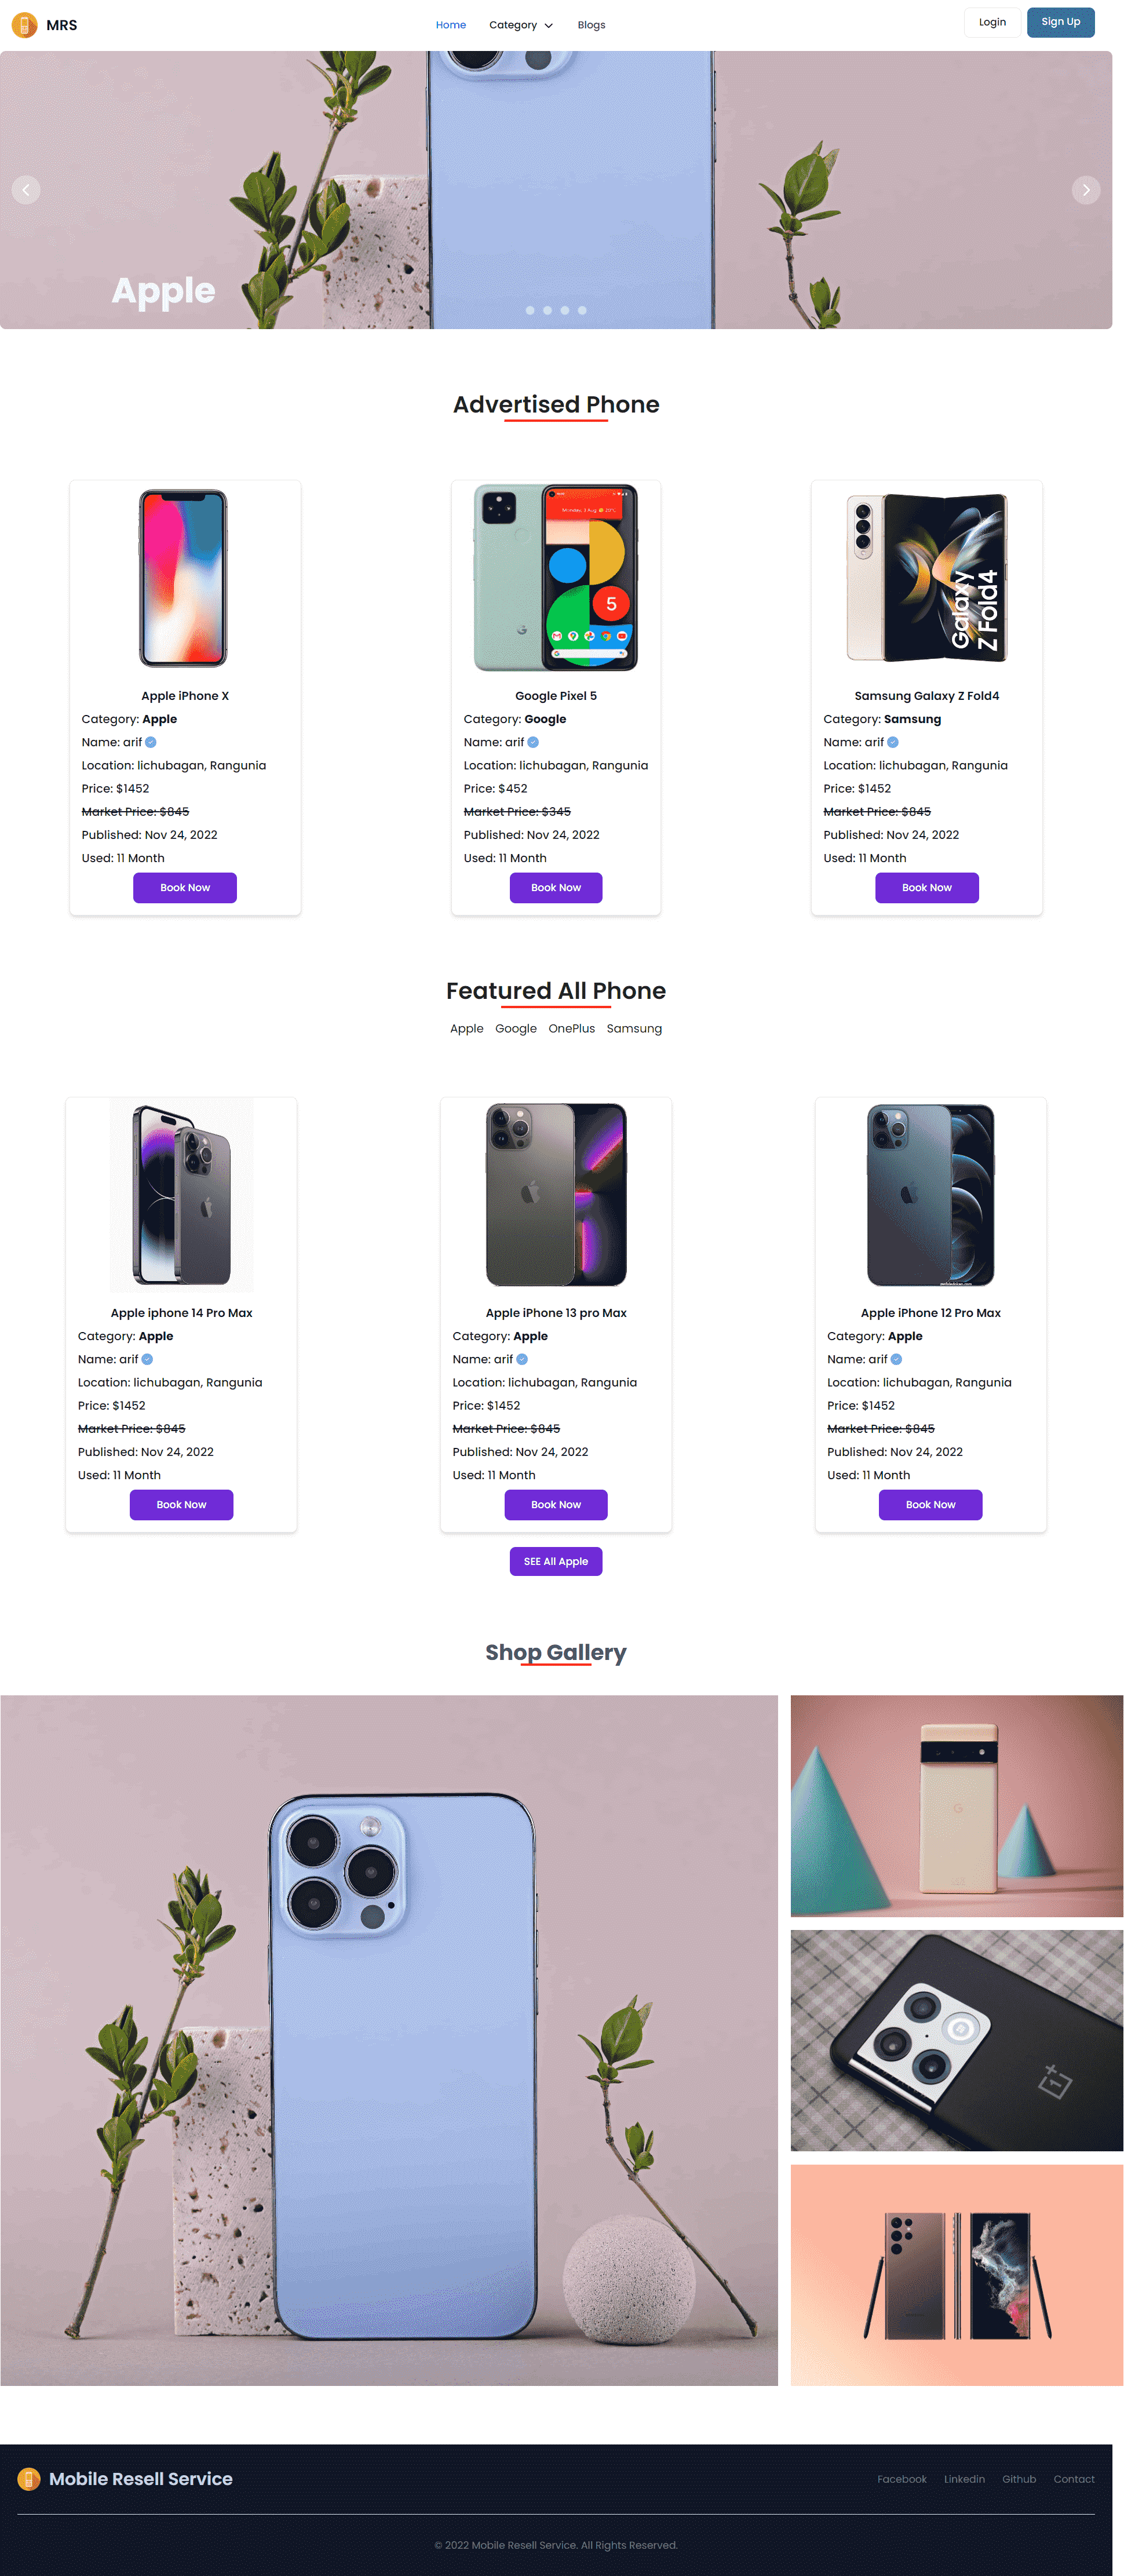 MRS
Home Category Blogs
Login Sign Up
Apple
Advertised Phone
Galaxy
Z Fold4
5
Apple iPhone X
Category: Apple
Name: arif
Location: lichubagan, Rangunia
Price: $1452
Market Price: $845
Published: Nov 24, 2022
Used: 11 Month
Book Now
Google Pixel 5
Category: Google
Name: arif
Location: lichubagan, Rangunia
Price: $452
Market Price: $345
Published: Nov 24, 2022
Used: 11 Month
Book Now
Samsung Galaxy Z Fold4
Category: Samsung
Name: arif
Location: lichubagan, Rangunia
Price: $1452
Market Price: $845
Published: Nov 24, 2022
Used: 11 Month
Book Now
Featured All Phone
Apple Google OnePlus Samsung
Apple iphone 14 Pro Max
Category: Apple
Name: arif
Location: lichubagan, Rangunia
Price: $1452
Market Price: $845
Published: Nov 24, 2022
Used: 11 Month
Book Now
Apple iPhone 13 pro Max
Category: Apple
Name: arif
Location: lichubagan, Rangunia
Price: $1452
Market Price: $845
Published: Nov 24, 2022
Used: 11 Month
Book Now
Apple iPhone 12 Pro Max
Category: Apple
Name: arif
Location: lichubagan, Rangunia
Price: $1452
Market Price: $845
Published: Nov 24, 2022
Used: 11 Month
Book Now
SEE All Apple
Shop Gallery
Mobile Resell Service
Facebook Linkedin Github Contact
© 2022 Mobile Resell Service. All Rights Reserved.